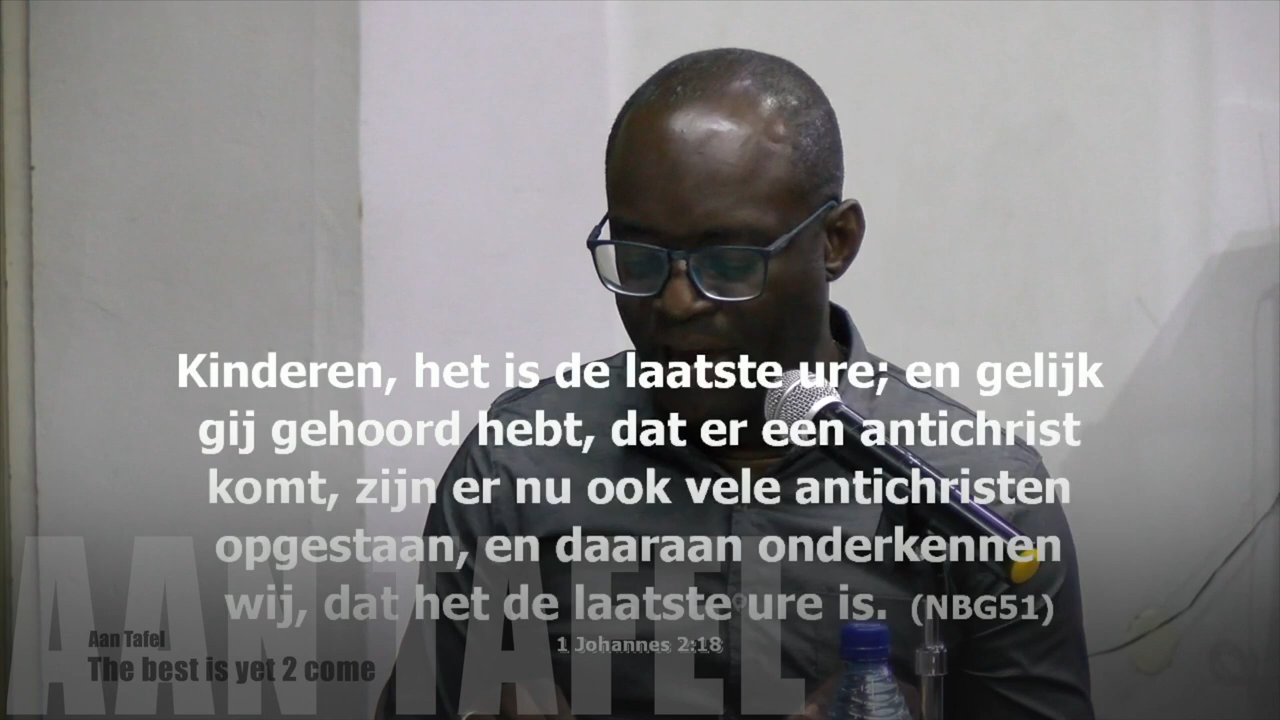 Kinderen, het is de laatste ure; en gelijk
gij gehoord hebt, dat er een antichrist
komt, zijn er nu ook vele antichristen
opgestaan, en daaraan onderkennen
wij, dat het de laatste ure is. (NBG51)
1 Johannes 2:18
AAN TAFEL
Aan Tafel
The best is yet 2 come